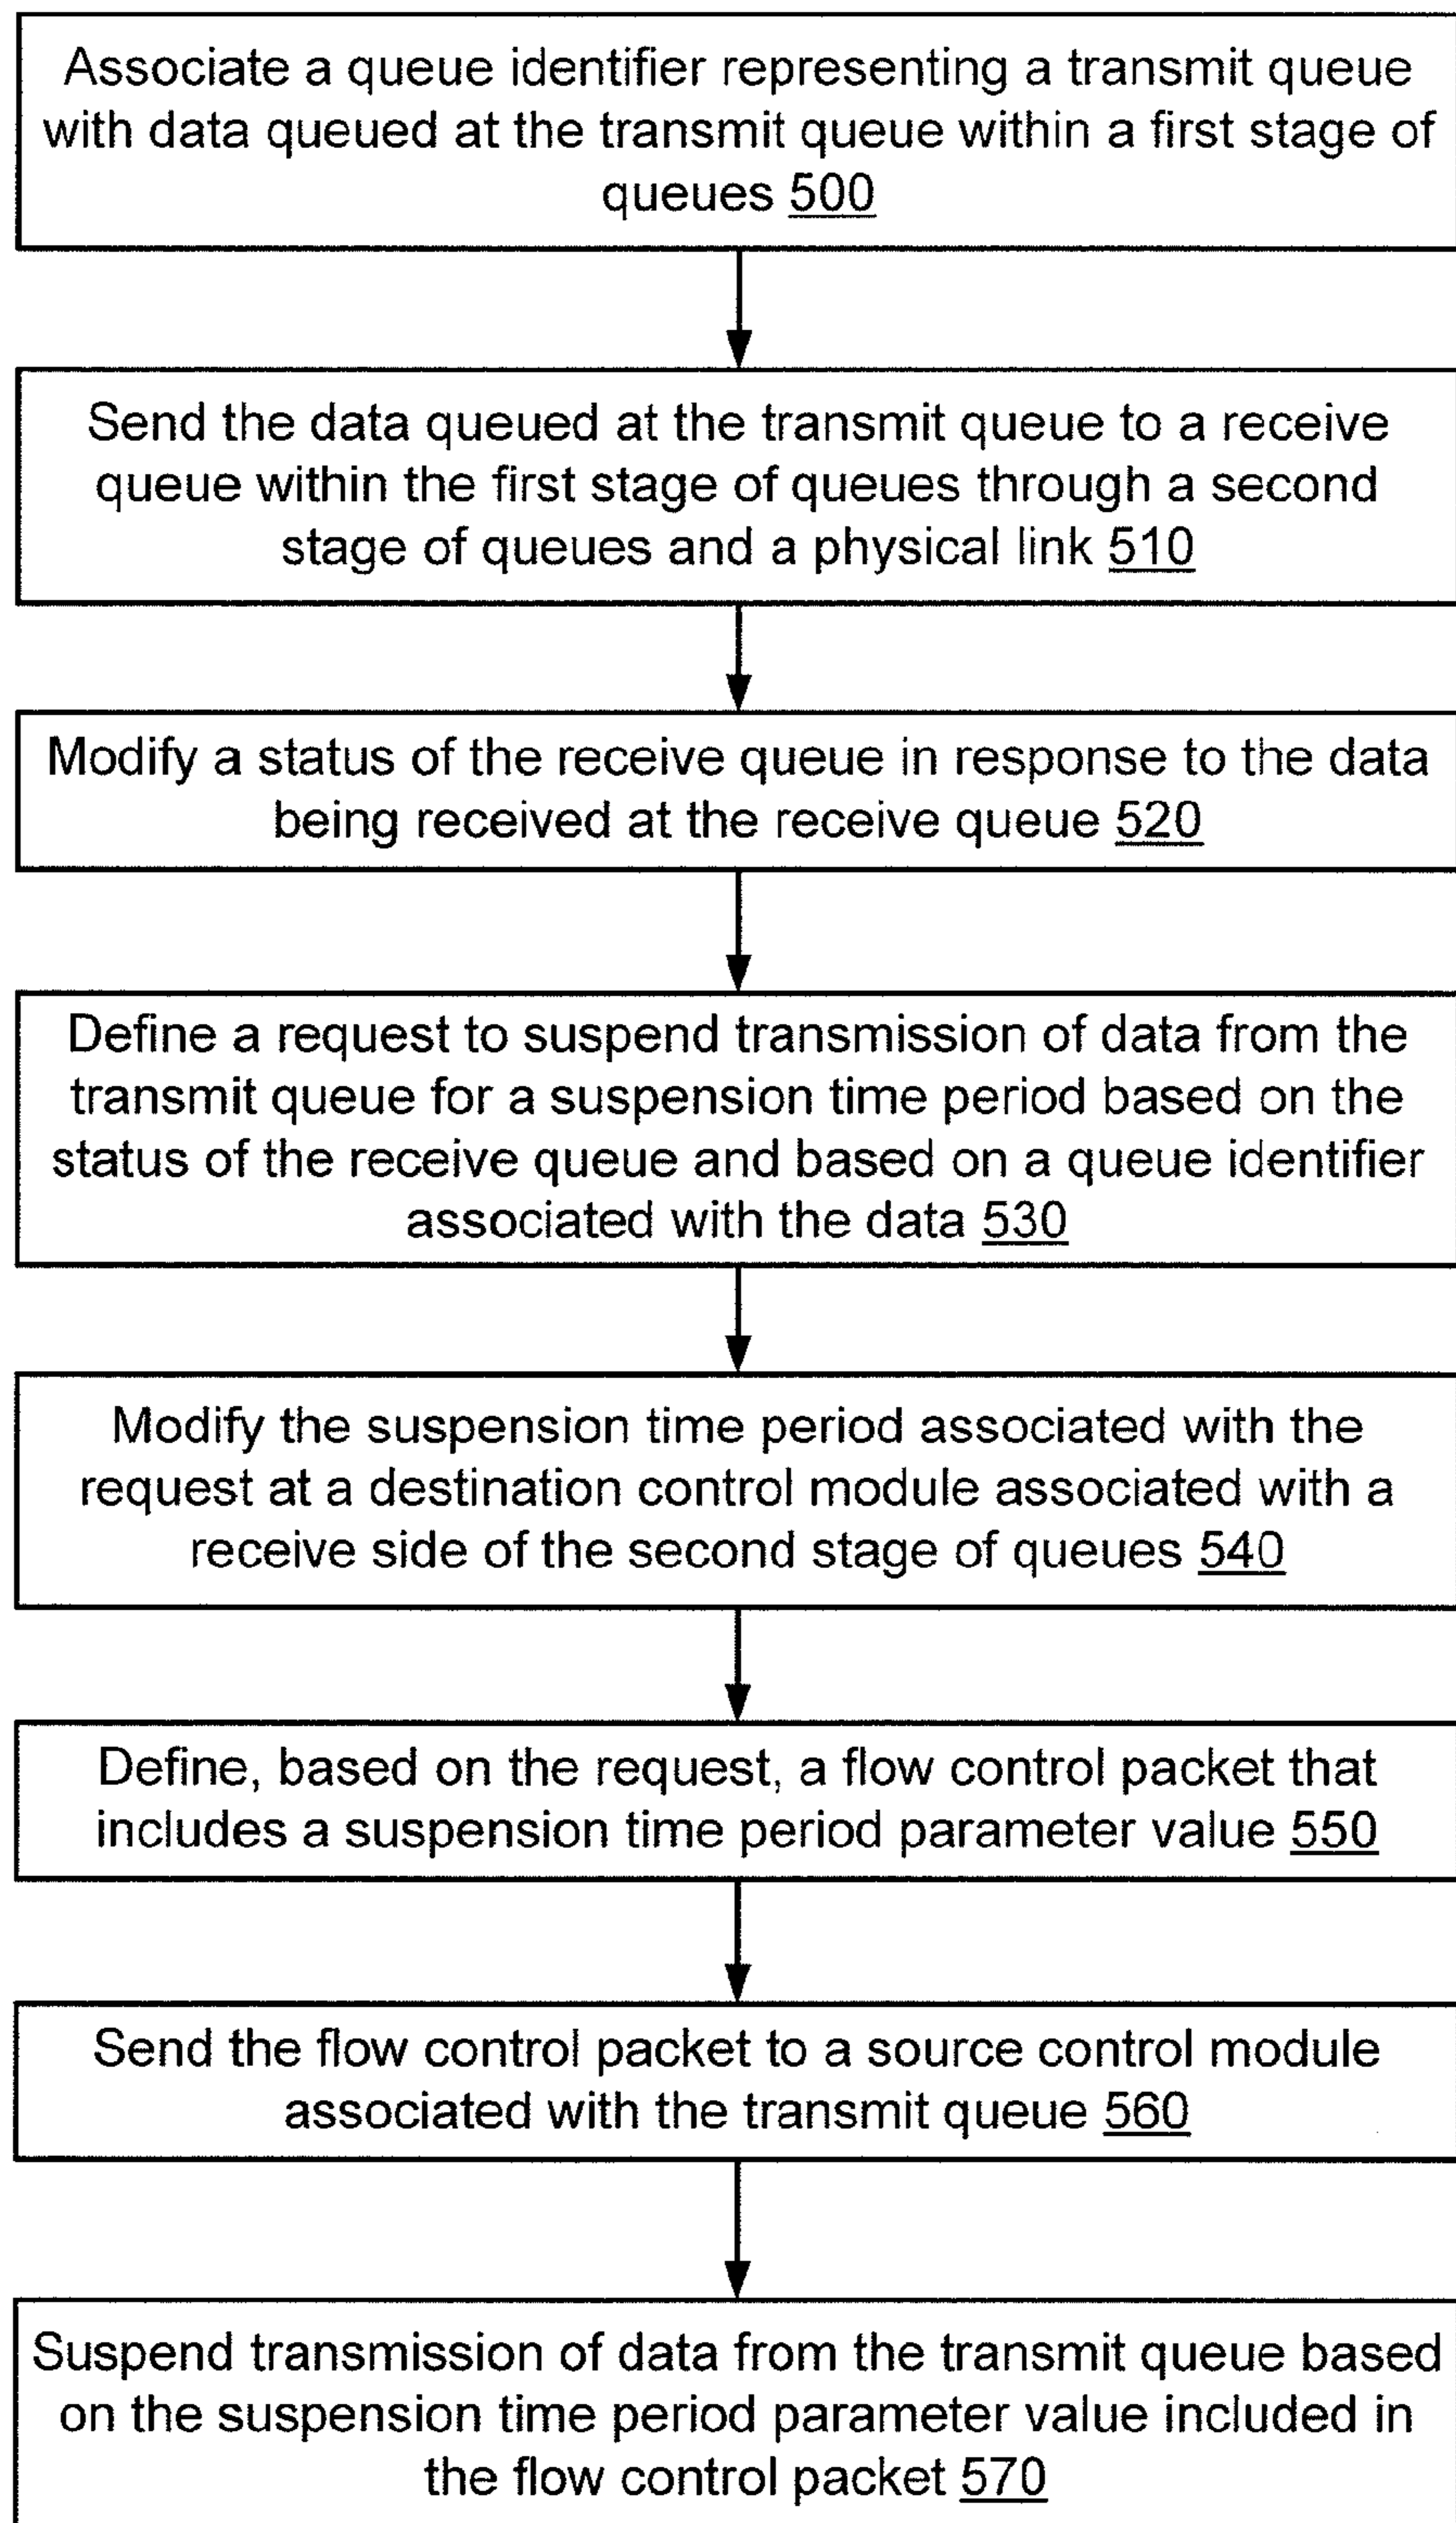 Associate a queue identifier representing a transmit queue
with data queued at the transmit queue within a first stage of
queues 500
Send the data queued at the transmit queue to a receive
queue within the first stage of queues through a second
stage of queues and a physical link 510
Modify a status of the receive queue in response to the data
being received at the receive queue 520
Define a request to suspend transmission of data from the
transmit queue for a suspension time period based on the
status of the receive queue and based on a queue identifier
associated with the data 530
Modify the suspension time period associated with the
request at a destination control module associated with a
receive side of the second stage of queues 540
Define, based on the request, a flow control packet that
includes a suspension time period parameter value 550
Send the flow control packet to a source control module
associated with the transmit queue 560
Suspend transmission of data from the transmit queue based
on the suspension time period parameter value included in
the flow control packet 570